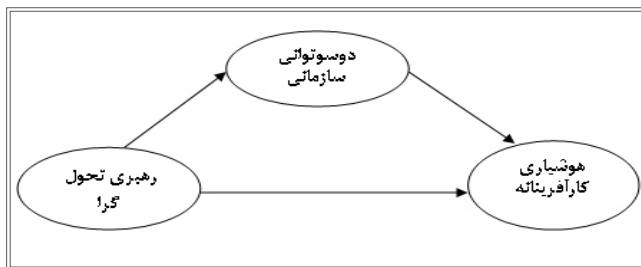 دوسوتوانی
سازمانی
هوشیاری
کارآفرینانه
رهبری تحول
گرا